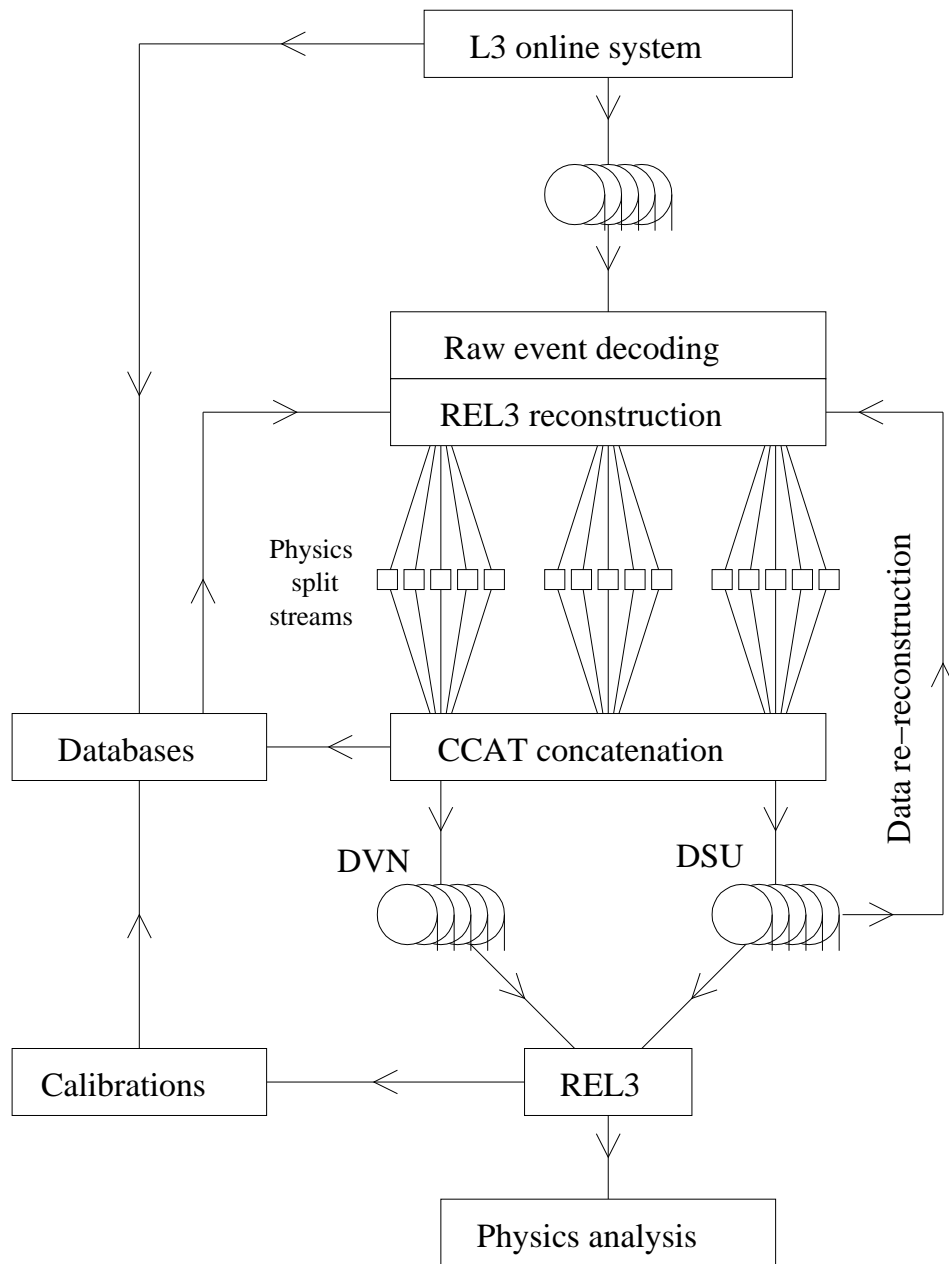 L3 online system
Raw event decoding
REL3 reconstruction
Physics
split
streams
Data re−reconstruction
Databases
CCAT concatenation
DVN
DSU
Calibrations
REL3
Physics analysis